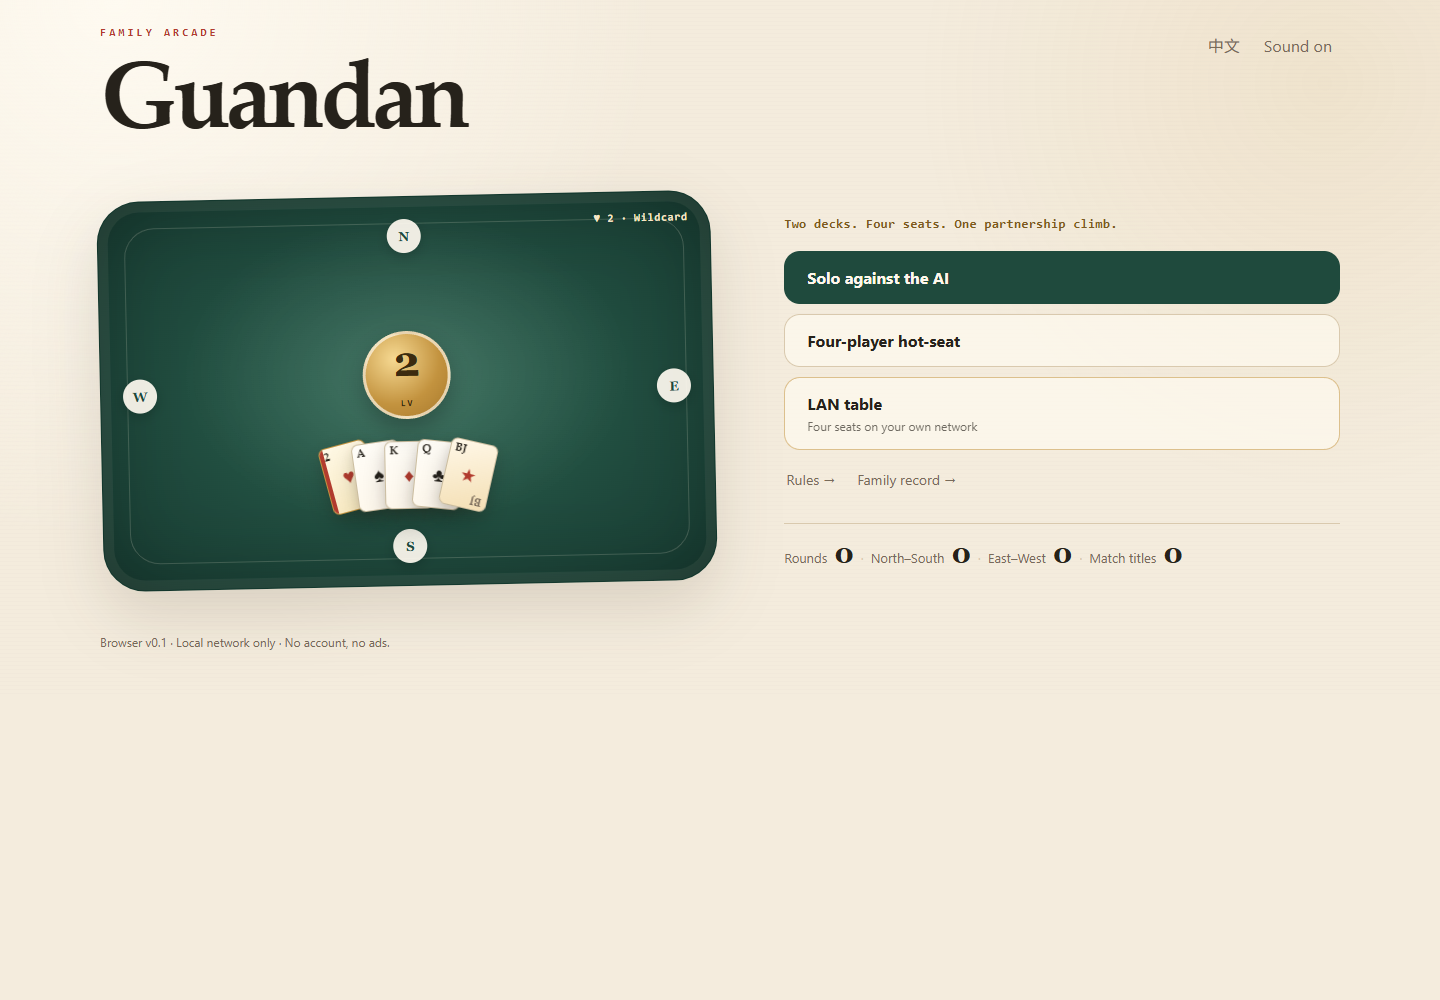 FAMILY ARCADE
Guandan
中文 Sound on
♥ 2 · Wildcard
N
W
E
S
2
LV
2
A
K
Q
BJ
BJ
Two decks. Four seats. One partnership climb.
Solo against the AI
Four-player hot-seat
LAN table
Four seats on your own network
Rules → Family record →
Rounds 0 · North–South 0 · East–West 0 · Match titles 0
Browser v0.1 · Local network only · No account, no ads.